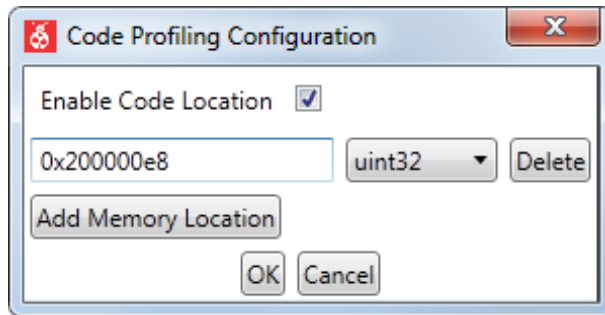 Code Profiling Configuration
Enable Code Location
0x200000e8 uint32 Delete
Add Memory Location
OK Cancel